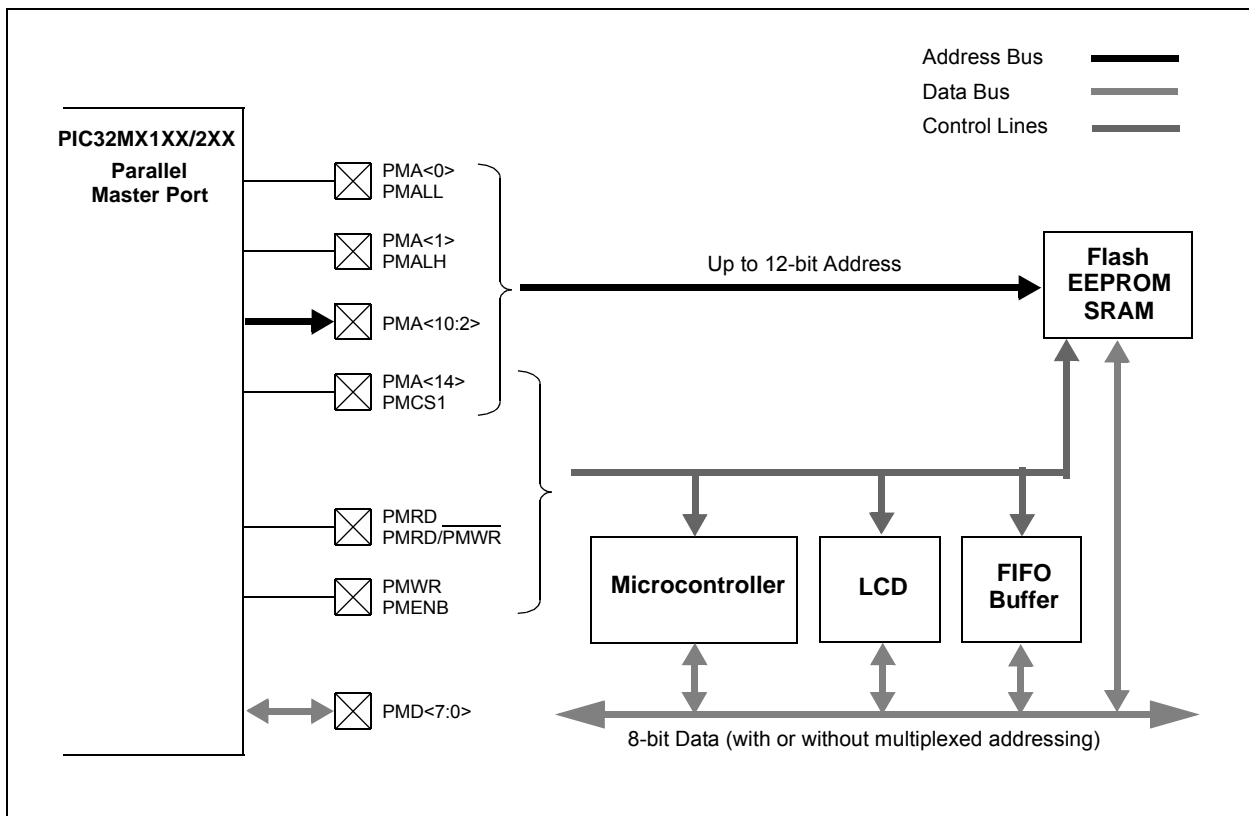 Address Bus
Data Bus
Control Lines
PIC32MX1XX/2XX
Parallel
Master Port
PMA<0>
PMALL
PMA<1>
PMALH
PMA<10:2>
PMA<14>
PMCS1
PMRD
PMRD/PMWR
PMWR
PMENB
PMD<7:0>
Up to 12-bit Address
Flash
EEPROM
SRAM
Microcontroller
LCD
FIFO
Buffer
8-bit Data (with or without multiplexed addressing)